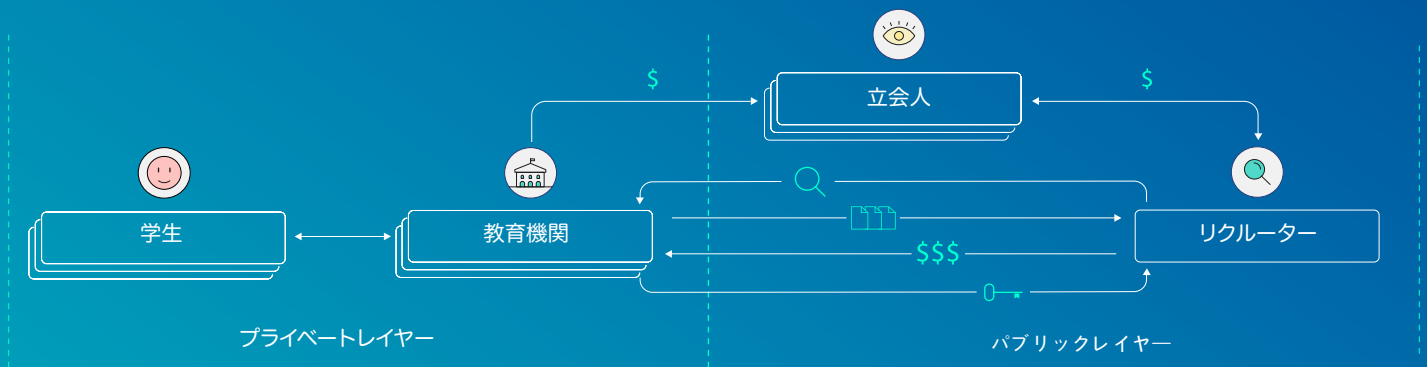 $
$
立会人
学生
教育機関
リクルーター
$$$
プライベートレイヤー
パブリックレイヤー